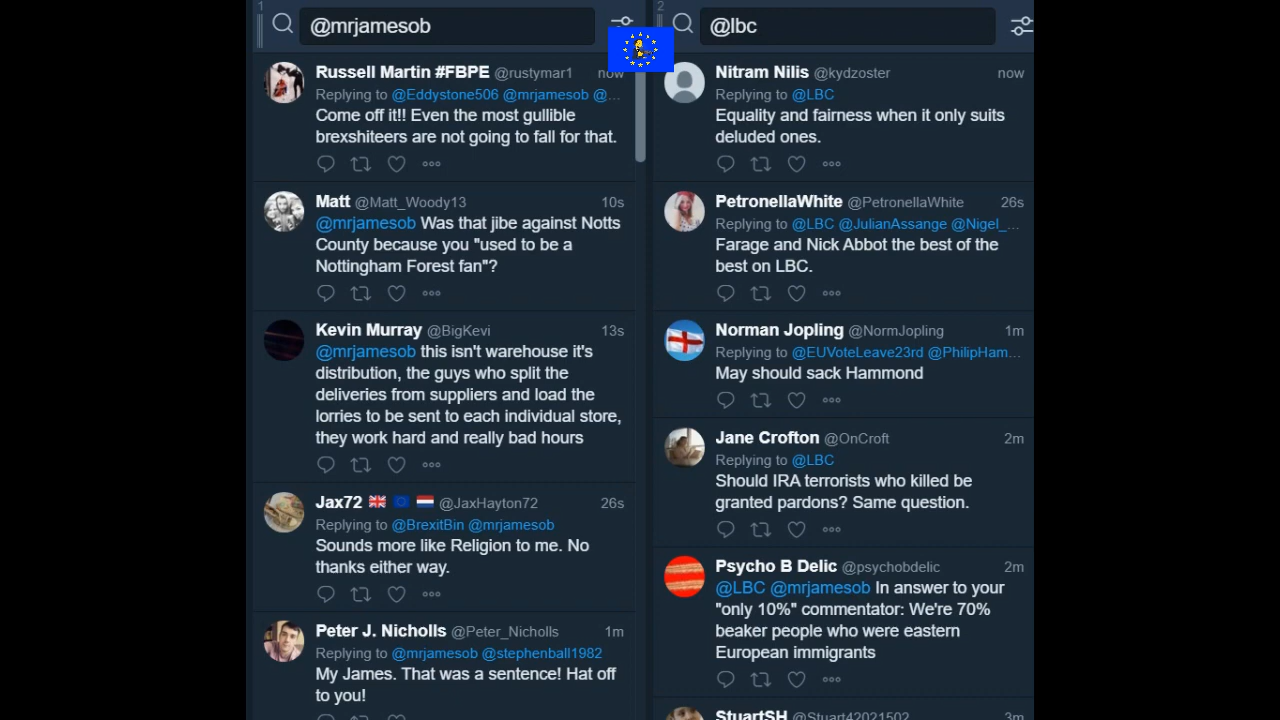 1
@mrjamesob
Russell Martin #FBPE @rustymar1 now
Replying to @Eddystone506 @mrjamesob @...
Come off it!! Even the most gullible
brexshiteers are not going to fall for that.
Matt @Matt_Woody13 10s
@mrjamesob Was that jibe against Notts
County because you "used to be a
Nottingham Forest fan"?
Kevin Murray @BigKevi 13s
@mrjamesob this isn't warehouse it's
distribution, the guys who split the
deliveries from suppliers and load the
lorries to be sent to each individual store,
they work hard and really bad hours
Jax72 @JaxHayton72 26s
Replying to @BrexitBin @mrjamesob
Sounds more like Religion to me. No
thanks either way.
Peter J. Nicholls @Peter_Nicholls 1m
Replying to @mrjamesob @stephenball1982
My James. That was a sentence! Hat off
to you!
2
@lbc
Nitram Nilis @kydzoster now
Replying to @LBC
Equality and fairness when it only suits
deluded ones.
PetronellaWhite @PetronellaWhite 26s
Replying to @LBC @JulianAssange @Nigel_...
Farage and Nick Abbot the best of the
best on LBC.
Norman Jopling @NormJopling 1m
Replying to @EUVoteLeave23rd @PhilipHam...
May should sack Hammond
Jane Crofton @OnCroft 2m
Replying to @LBC
Should IRA terrorists who killed be
granted pardons? Same question.
Psycho B Delic @psychobdelic 2m
@LBC @mrjamesob In answer to your
"only 10%" commentator: We're 70%
beaker people who were eastern
European immigrants
StuartSH @Stuart42021502 3m